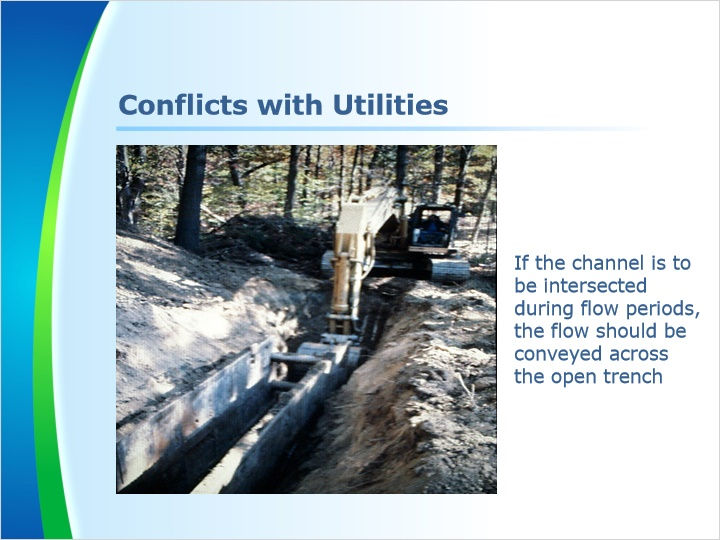 Conflicts with Utilities
If the channel is to
be intersected
during flow periods,
the flow should be
conveyed across
the open trench